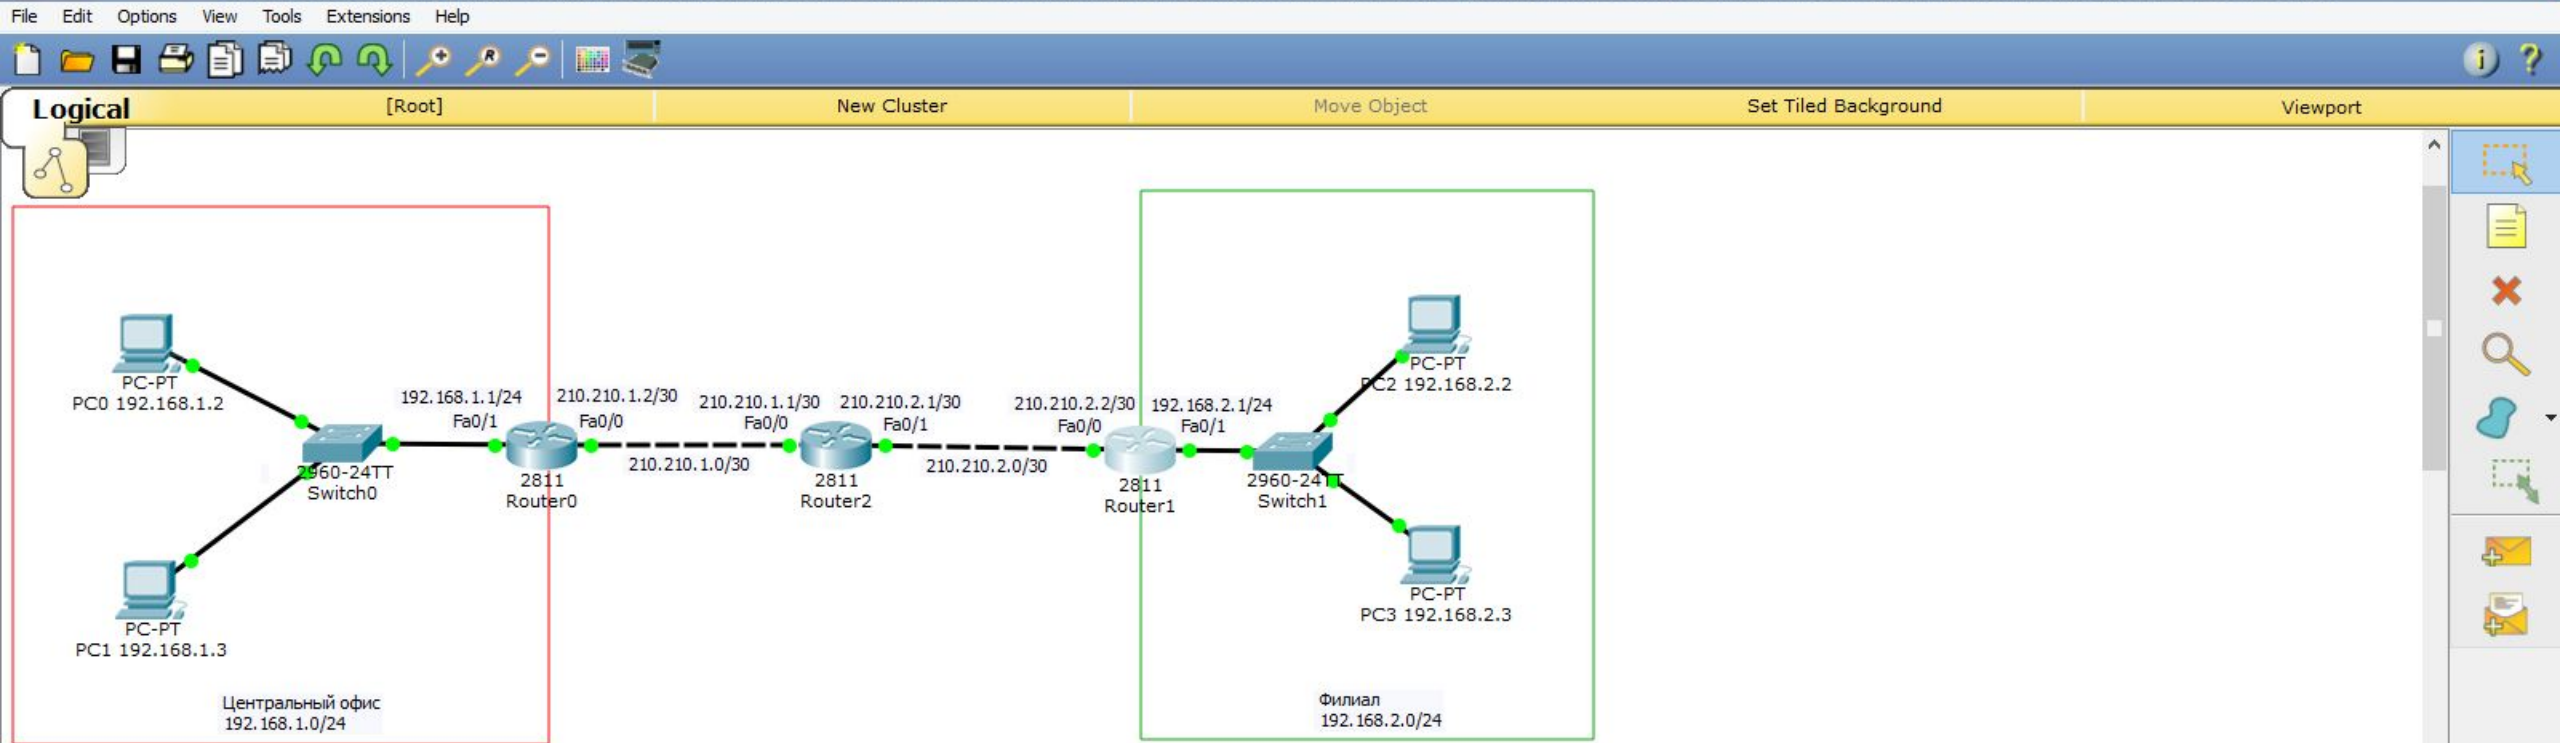 File Edit Options View Tools Extensions Help
Logical [Root] New Cluster Move Object Set Tiled Background Viewport
PC-PT
PC0 192.168.1.2
2960-24TT
Switch0
PC-PT
PC1 192.168.1.3
192.168.1.1/24
Fa0/1
210.210.1.2/30
Fa0/0
2811
Router0
210.210.1.0/30
210.210.1.1/30
Fa0/0
210.210.2.1/30
Fa0/1
2811
Router2
210.210.2.0/30
210.210.2.2/30
Fa0/0
192.168.2.1/24
Fa0/1
2811
Router1
2960-24TT
Switch1
PC-PT
PC2 192.168.2.2
PC-PT
PC3 192.168.2.3
Центральный офис
192.168.1.0/24
Филиал
192.168.2.0/24